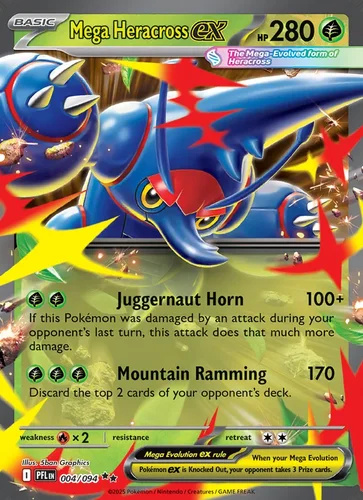 BASIC
Mega Heracross ex
HP 280
The Mega-Evolved form of
Heracross
Juggernaut Horn 100+
If this Pokémon was damaged by an attack during your
opponent's last turn, this attack does that much more
damage.
Mountain Ramming 170
Discard the top 2 cards of your opponent's deck.
weakness ×2 resistance retreat
Illus. 5ban Graphics
Mega Evolution ex rule
When your Mega Evolution
Pokémon ex is Knocked Out, your opponent takes 3 Prize cards.
I PFL EN 004/094
©2025 Pokémon / Nintendo / Creatures / GAME FREAK